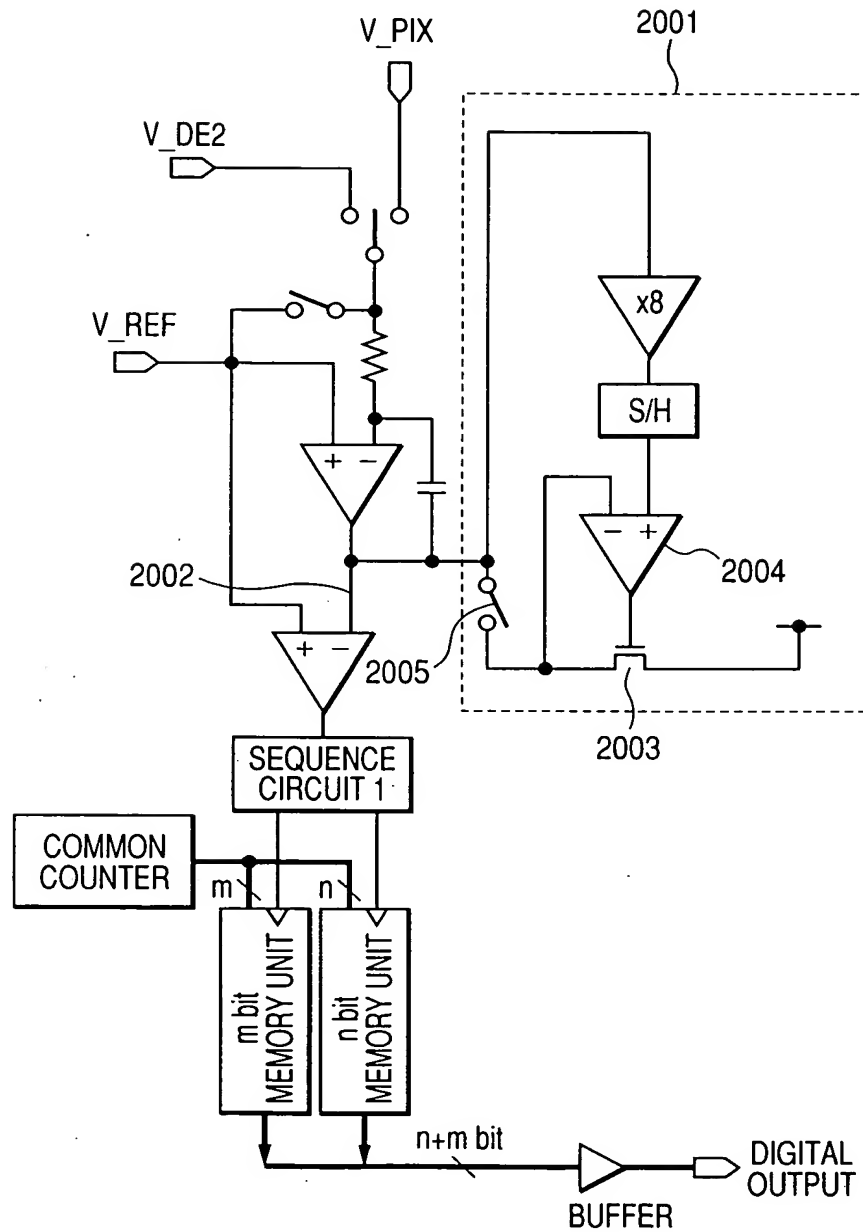 V_PIX
2001
V_DE2
V_REF
x8
S/H
+ −
− +
2004
2002
+ −
2005
2003
SEQUENCE
CIRCUIT 1
COMMON
COUNTER
m
n
m bit
MEMORY UNIT
n bit
MEMORY UNIT
n+m bit
BUFFER
DIGITAL
OUTPUT